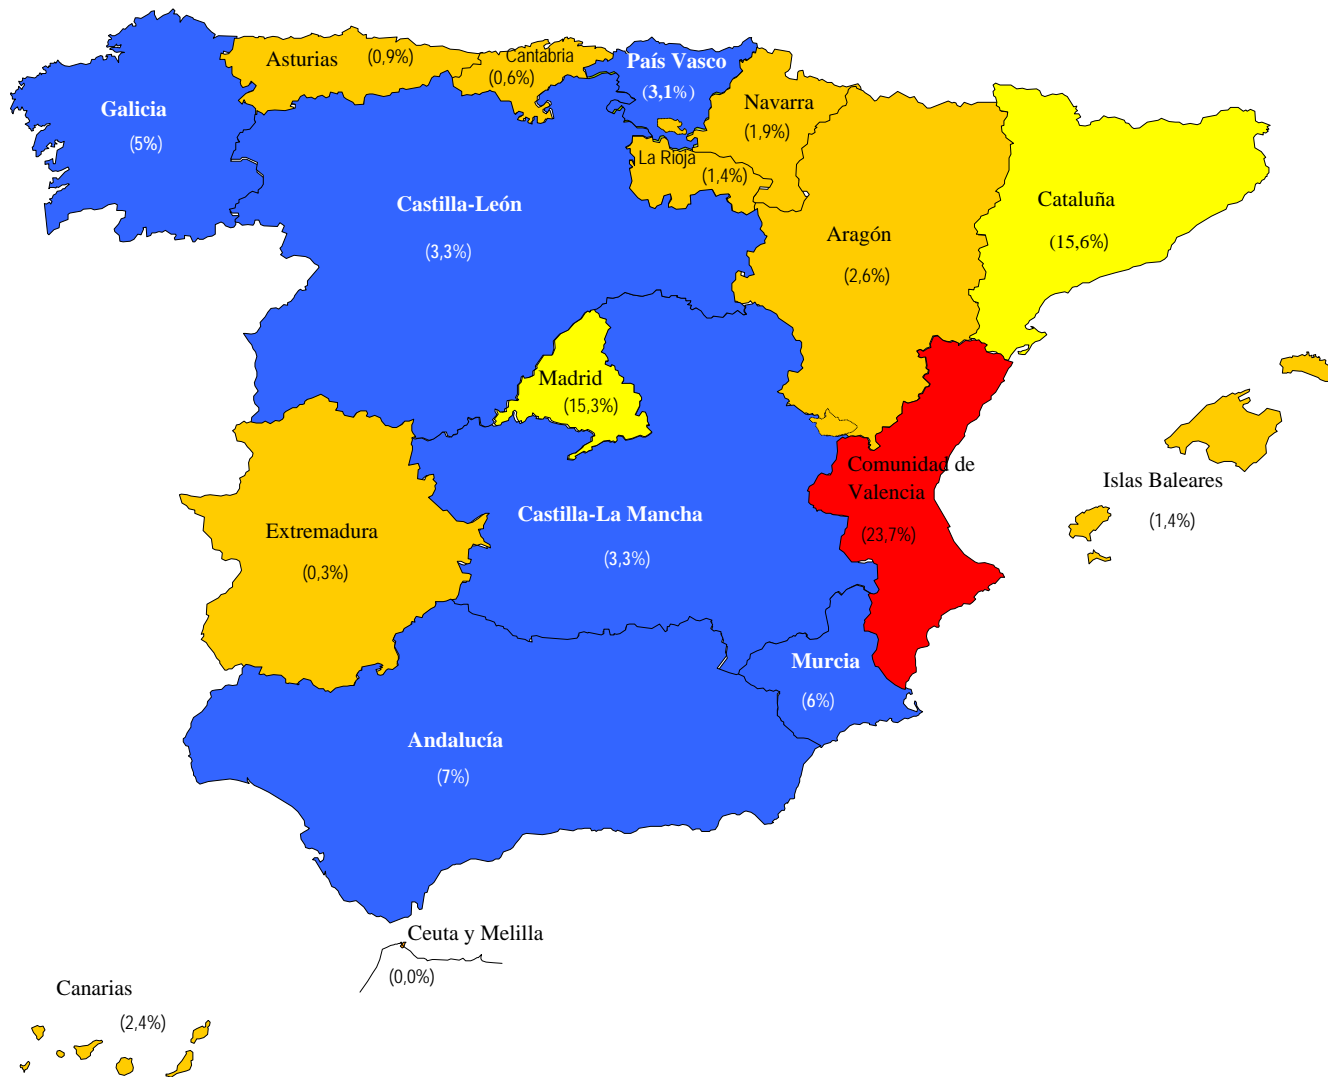 Asturias (0,9%)
Cantabria
(0,6%)
País Vasco
(3,1%)
Galicia
(5%)
Navarra
(1,9%)
La Rioja
(1,4%)
Castilla-León
(3,3%)
Aragón
(2,6%)
Cataluña
(15,6%)
Madrid
(15,3%)
Comunidad de
Valencia
(23,7%)
Islas Baleares
(1,4%)
Extremadura
(0,3%)
Castilla-La Mancha
(3,3%)
Murcia
(6%)
Andalucía
(7%)
Ceuta y Melilla
(0,0%)
Canarias
(2,4%)